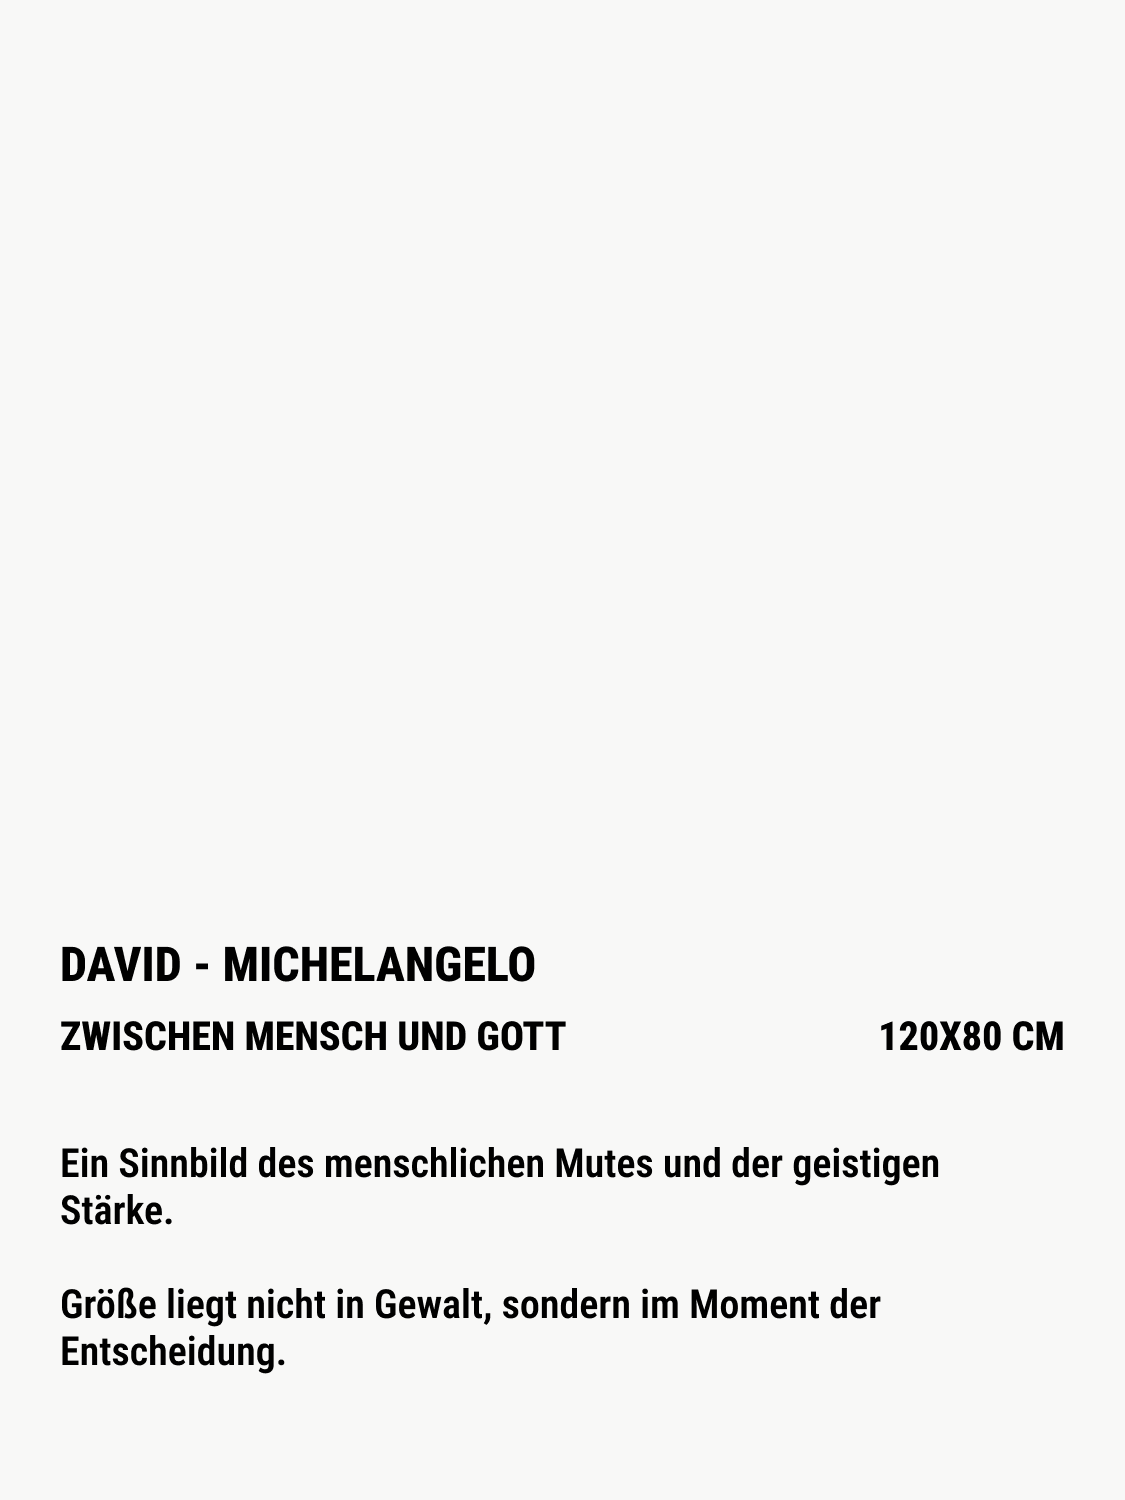 DAVID - MICHELANGELO
ZWISCHEN MENSCH UND GOTT 120X80 CM
Ein Sinnbild des menschlichen Mutes und der geistigen
Stärke.
Größe liegt nicht in Gewalt, sondern im Moment der
Entscheidung.